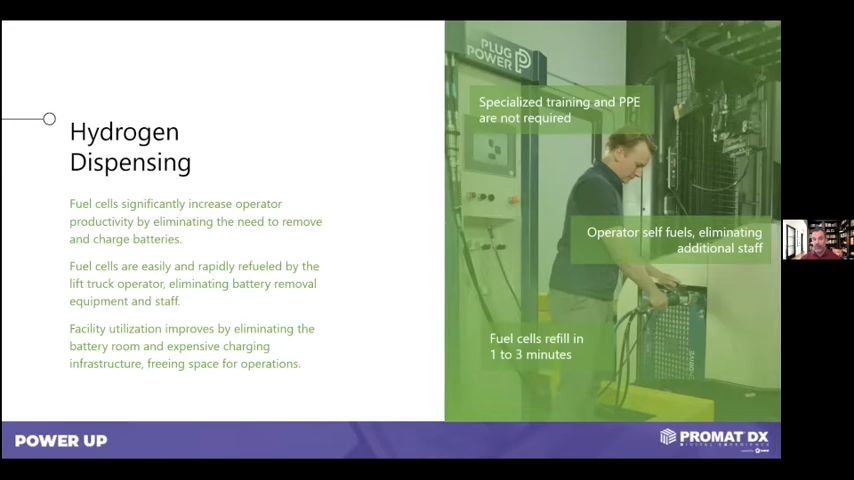 PLUG
POWER
Specialized training and PPE
are not required
Hydrogen
Dispensing
Fuel cells significantly increase operator
productivity by eliminating the need to remove
and charge batteries.
Operator self fuels, eliminating
additional staff
Fuel cells are easily and rapidly refueled by the
lift truck operator, eliminating battery removal
equipment and staff.
Facility utilization improves by eliminating the
battery room and expensive charging
infrastructure, freeing space for operations.
Fuel cells refill in
1 to 3 minutes
POWER UP
PROMAT DX
DIGITAL EXPERIENCE